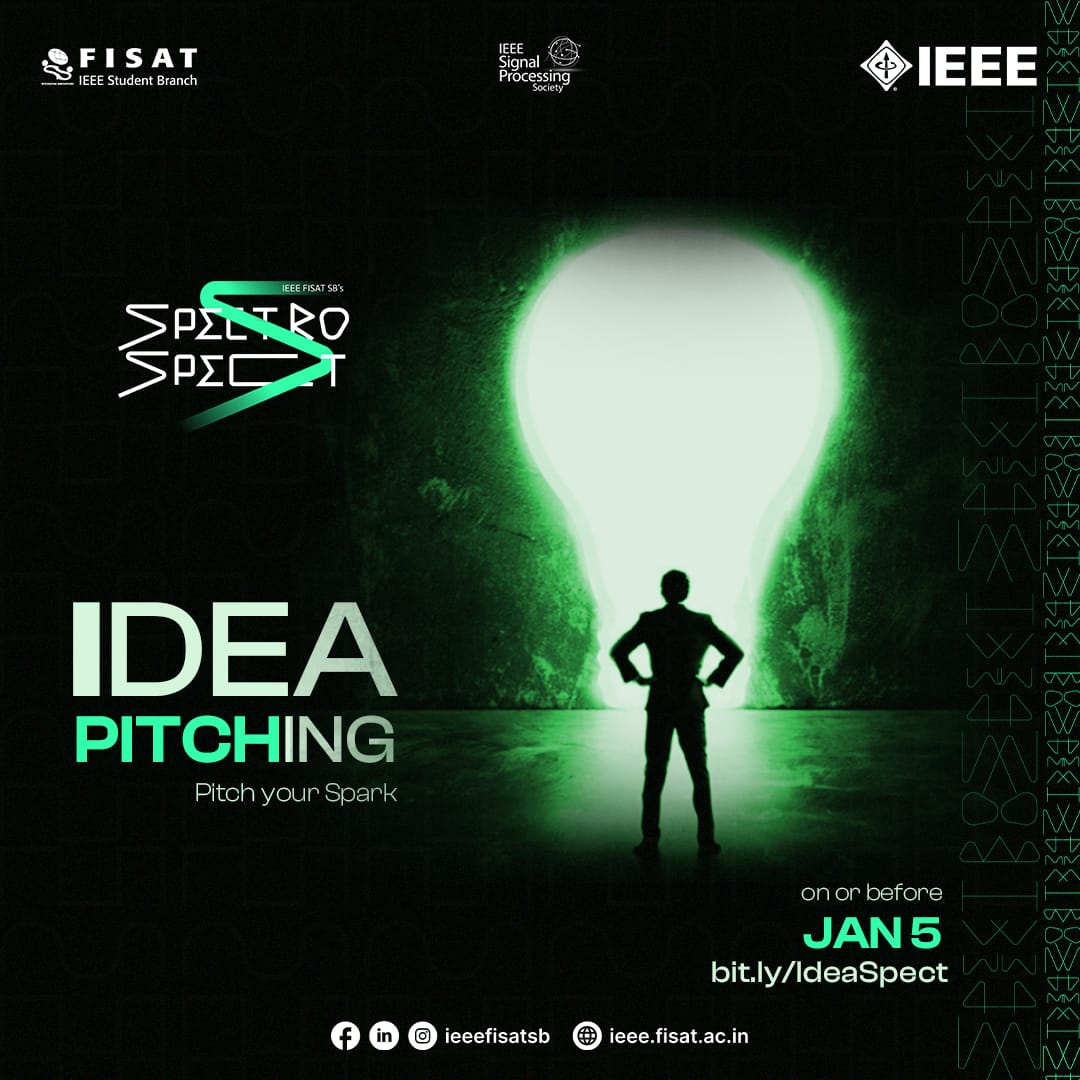 FISAT
IEEE Student Branch
IEEE
Signal
Processing
Society
IEEE
IEEE FISAT SB's
SPECTRO
SPECT
IDEA
PITCHING
Pitch your Spark
on or before
JAN 5
bit.ly/IdeaSpect
ieeefisatsb
ieee.fisat.ac.in